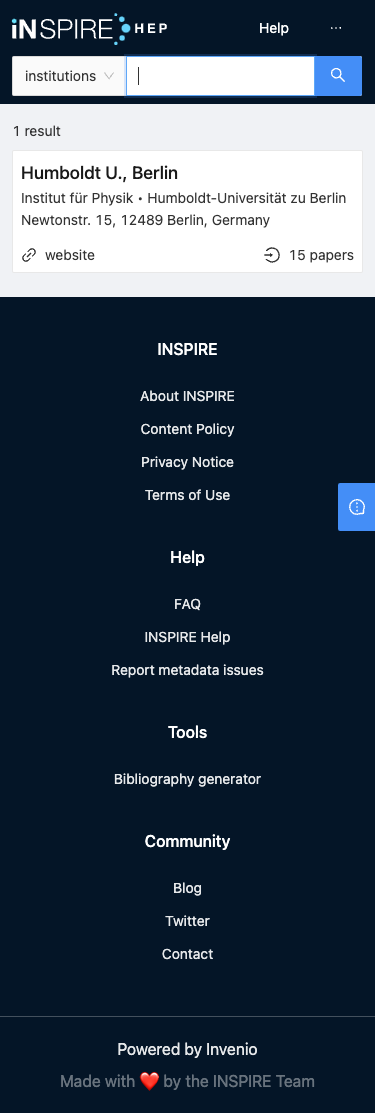 iNSPIRE HEP
Help
···
institutions
1 result
Humboldt U., Berlin
Institut für Physik • Humboldt-Universität zu Berlin
Newtonstr. 15, 12489 Berlin, Germany
website
15 papers
INSPIRE
About INSPIRE
Content Policy
Privacy Notice
Terms of Use
Help
FAQ
INSPIRE Help
Report metadata issues
Tools
Bibliography generator
Community
Blog
Twitter
Contact
Powered by Invenio
Made with ❤️ by the INSPIRE Team